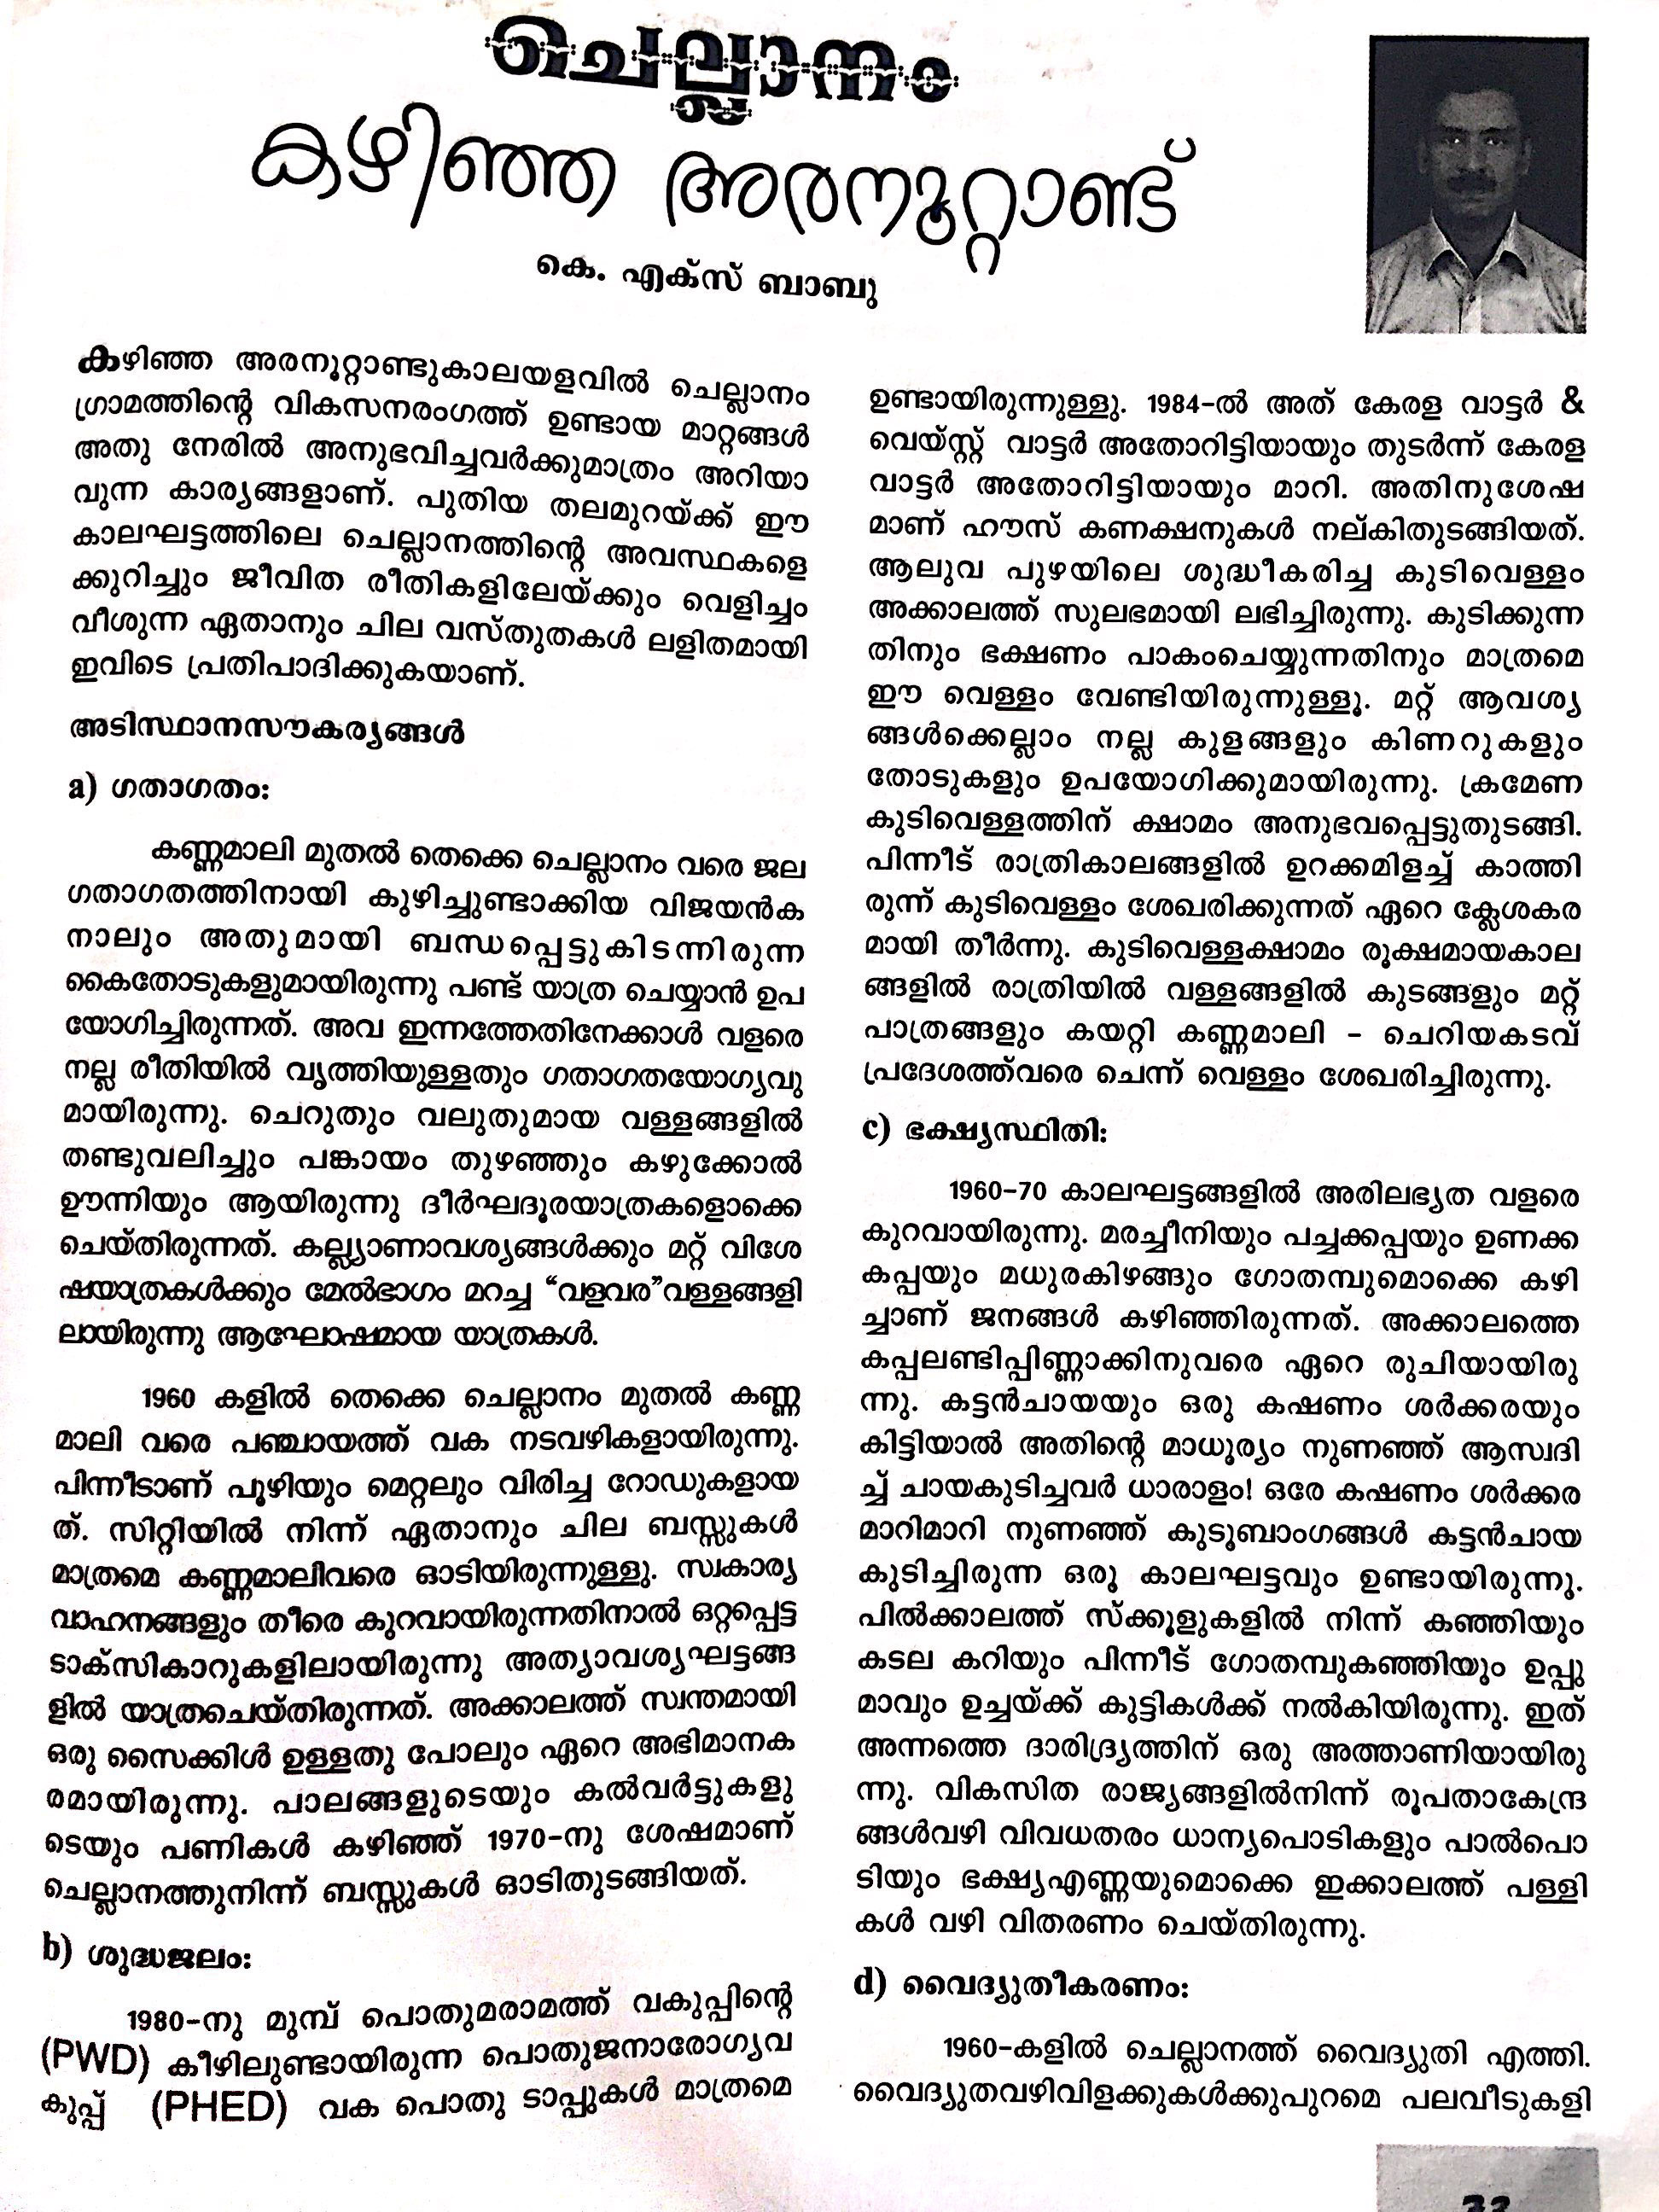 ചെല്ലാനം
കഴിഞ്ഞ അരനൂറ്റാണ്ട്
കെ. എക്സ് ബാബു
കഴിഞ്ഞ അരനൂറ്റാണ്ടുകാലയളവിൽ ചെല്ലാനം
ഗ്രാമത്തിന്റെ വികസനരംഗത്ത് ഉണ്ടായ മാറ്റങ്ങൾ
അതു നേരിൽ അനുഭവിച്ചവർക്കുമാത്രം അറിയാ
വുന്ന കാര്യങ്ങളാണ്. പുതിയ തലമുറയ്ക്ക് ഈ
കാലഘട്ടത്തിലെ ചെല്ലാനത്തിന്റെ അവസ്ഥകളെ
ക്കുറിച്ചും ജീവിത രീതികളിലേയ്ക്കും വെളിച്ചം
വീശുന്ന ഏതാനും ചില വസ്തുതകൾ ലളിതമായി
ഇവിടെ പ്രതിപാദിക്കുകയാണ്.
അടിസ്ഥാനസൗകര്യങ്ങൾ
a) ഗതാഗതം:
കണ്ണമാലി മുതൽ തെക്കെ ചെല്ലാനം വരെ ജല
ഗതാഗതത്തിനായി കുഴിച്ചുണ്ടാക്കിയ വിജയൻക
നാലും അതുമായി ബന്ധപ്പെട്ടുകിടന്നിരുന്ന
കൈതോടുകളുമായിരുന്നു പണ്ട് യാത്ര ചെയ്യാൻ ഉപ
യോഗിച്ചിരുന്നത്. അവ ഇന്നത്തേതിനേക്കാൾ വളരെ
നല്ല രീതിയിൽ വൃത്തിയുള്ളതും ഗതാഗതയോഗ്യവു
മായിരുന്നു. ചെറുതും വലുതുമായ വള്ളങ്ങളിൽ
തണ്ടുവലിച്ചും പങ്കായം തുഴഞ്ഞും കഴുക്കോൽ
ഊന്നിയും ആയിരുന്നു ദീർഘദൂരയാത്രകളൊക്കെ
ചെയ്തിരുന്നത്. കല്ല്യാണാവശ്യങ്ങൾക്കും മറ്റ് വിശേ
ഷയാത്രകൾക്കും മേൽഭാഗം മറച്ച “വളവര”വള്ളങ്ങളി
ലായിരുന്നു ആഘോഷമായ യാത്രകൾ.
1960 കളിൽ തെക്കെ ചെല്ലാനം മുതൽ കണ്ണ
മാലി വരെ പഞ്ചായത്ത് വക നടവഴികളായിരുന്നു.
പിന്നീടാണ് പൂഴിയും മെറ്റലും വിരിച്ച റോഡുകളായ
ത്. സിറ്റിയിൽ നിന്ന് ഏതാനും ചില ബസ്സുകൾ
മാത്രമെ കണ്ണമാലിവരെ ഓടിയിരുന്നുള്ളു. സ്വകാര്യ
വാഹനങ്ങളും തീരെ കുറവായിരുന്നതിനാൽ ഒറ്റപ്പെട്ട
ടാക്സികാറുകളിലായിരുന്നു അത്യാവശ്യഘട്ടങ്ങ
ളിൽ യാത്രചെയ്തിരുന്നത്. അക്കാലത്ത് സ്വന്തമായി
ഒരു സൈക്കിൾ ഉള്ളതു പോലും ഏറെ അഭിമാനക
രമായിരുന്നു. പാലങ്ങളുടെയും കൽവർട്ടുകളു
ടെയും പണികൾ കഴിഞ്ഞ് 1970-നു ശേഷമാണ്
ചെല്ലാനത്തുനിന്ന് ബസ്സുകൾ ഓടിതുടങ്ങിയത്.
b) ശുദ്ധജലം:
1980-നു മുമ്പ് പൊതുമരാമത്ത് വകുപ്പിന്റെ
(PWD) കീഴിലുണ്ടായിരുന്ന പൊതുജനാരോഗ്യവ
കുപ്പ് (PHED) വക പൊതു ടാപ്പുകൾ മാത്രമെ
ഉണ്ടായിരുന്നുള്ളു. 1984-ൽ അത് കേരള വാട്ടർ &
വെയ്സ്റ്റ് വാട്ടർ അതോറിട്ടിയായും തുടർന്ന് കേരള
വാട്ടർ അതോറിട്ടിയായും മാറി. അതിനുശേഷ
മാണ് ഹൗസ് കണക്ഷനുകൾ നല്കിതുടങ്ങിയത്.
ആലുവ പുഴയിലെ ശുദ്ധീകരിച്ച കുടിവെള്ളം
അക്കാലത്ത് സുലഭമായി ലഭിച്ചിരുന്നു. കുടിക്കുന്ന
തിനും ഭക്ഷണം പാകംചെയ്യുന്നതിനും മാത്രമെ
ഈ വെള്ളം വേണ്ടിയിരുന്നുള്ളൂ. മറ്റ് ആവശ്യ
ങ്ങൾക്കെല്ലാം നല്ല കുളങ്ങളും കിണറുകളും
തോടുകളും ഉപയോഗിക്കുമായിരുന്നു. ക്രമേണ
കുടിവെള്ളത്തിന് ക്ഷാമം അനുഭവപ്പെട്ടുതുടങ്ങി.
പിന്നീട് രാത്രികാലങ്ങളിൽ ഉറക്കമിളച്ച് കാത്തി
രുന്ന് കുടിവെള്ളം ശേഖരിക്കുന്നത് ഏറെ ക്ലേശകര
മായി തീർന്നു. കുടിവെള്ളക്ഷാമം രൂക്ഷമായകാല
ങ്ങളിൽ രാത്രിയിൽ വള്ളങ്ങളിൽ കുടങ്ങളും മറ്റ്
പാത്രങ്ങളും കയറ്റി കണ്ണമാലി - ചെറിയകടവ്
പ്രദേശത്ത്വരെ ചെന്ന് വെള്ളം ശേഖരിച്ചിരുന്നു.
c) ഭക്ഷ്യസ്ഥിതി:
1960-70 കാലഘട്ടങ്ങളിൽ അരിലഭ്യത വളരെ
കുറവായിരുന്നു. മരച്ചീനിയും പച്ചക്കപ്പയും ഉണക്ക
കപ്പയും മധുരകിഴങ്ങും ഗോതമ്പുമൊക്കെ കഴി
ച്ചാണ് ജനങ്ങൾ കഴിഞ്ഞിരുന്നത്. അക്കാലത്തെ
കപ്പലണ്ടിപ്പിണ്ണാക്കിനുവരെ ഏറെ രുചിയായിരു
ന്നു. കട്ടൻചായയും ഒരു കഷണം ശർക്കരയും
കിട്ടിയാൽ അതിന്റെ മാധൂര്യം നുണഞ്ഞ് ആസ്വദി
ച്ച് ചായകുടിച്ചവർ ധാരാളം! ഒരേ കഷണം ശർക്കര
മാറിമാറി നുണഞ്ഞ് കുടൂബാംഗങ്ങൾ കട്ടൻചായ
കുടിച്ചിരുന്ന ഒരൂ കാലഘട്ടവും ഉണ്ടായിരുന്നു.
പിൽക്കാലത്ത് സ്ക്കൂളുകളിൽ നിന്ന് കഞ്ഞിയും
കടല കറിയും പിന്നീട് ഗോതമ്പുകഞ്ഞിയും ഉപ്പു
മാവും ഉച്ചയ്ക്ക് കുട്ടികൾക്ക് നൽകിയിരൂന്നു. ഇത്
അന്നത്തെ ദാരിദ്ര്യത്തിന് ഒരു അത്താണിയായിരു
ന്നു. വികസിത രാജ്യങ്ങളിൽനിന്ന് രൂപതാകേന്ദ്ര
ങ്ങൾവഴി വിവധതരം ധാന്യപൊടികളും പാൽപൊ
ടിയും ഭക്ഷ്യഎണ്ണയുമൊക്കെ ഇക്കാലത്ത് പള്ളി
കൾ വഴി വിതരണം ചെയ്തിരുന്നു.
d) വൈദ്യുതീകരണം:
1960-കളിൽ ചെല്ലാനത്ത് വൈദ്യുതി എത്തി.
വൈദ്യുതവഴിവിളക്കുകൾക്കുപുറമെ പലവീടുകളി